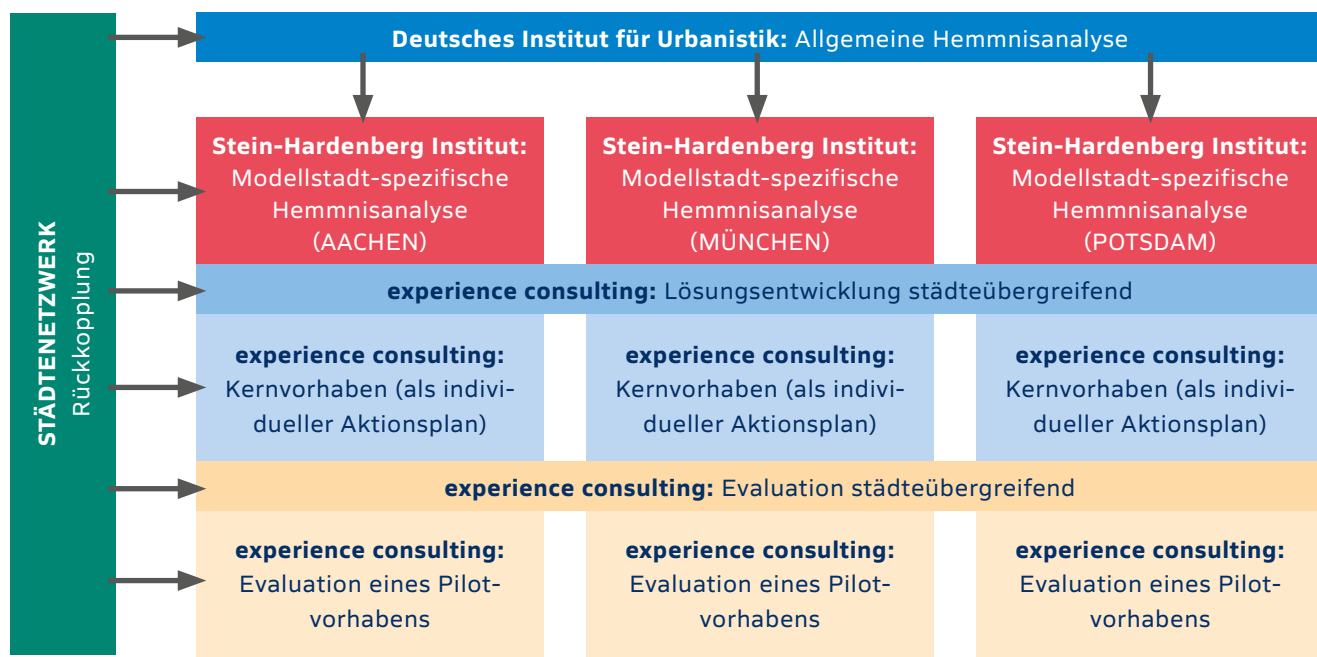 STÄDTENETZWERK
Rückkopplung
Deutsches Institut für Urbanistik: Allgemeine Hemmnisanalyse
Stein-Hardenberg Institut:
Modellstadt-spezifische
Hemmnisanalyse
(AACHEN)
Stein-Hardenberg Institut:
Modellstadt-spezifische
Hemmnisanalyse
(MÜNCHEN)
Stein-Hardenberg Institut:
Modellstadt-spezifische
Hemmnisanalyse
(POTSDAM)
experience consulting: Lösungsentwicklung städteübergreifend
experience consulting:
Kernvorhaben (als indivi-
dueller Aktionsplan)
experience consulting:
Kernvorhaben (als indivi-
dueller Aktionsplan)
experience consulting:
Kernvorhaben (als indivi-
dueller Aktionsplan)
experience consulting: Evaluation städteübergreifend
experience consulting:
Evaluation eines Pilot-
vorhabens
experience consulting:
Evaluation eines Pilot-
vorhabens
experience consulting:
Evaluation eines Pilot-
vorhabens